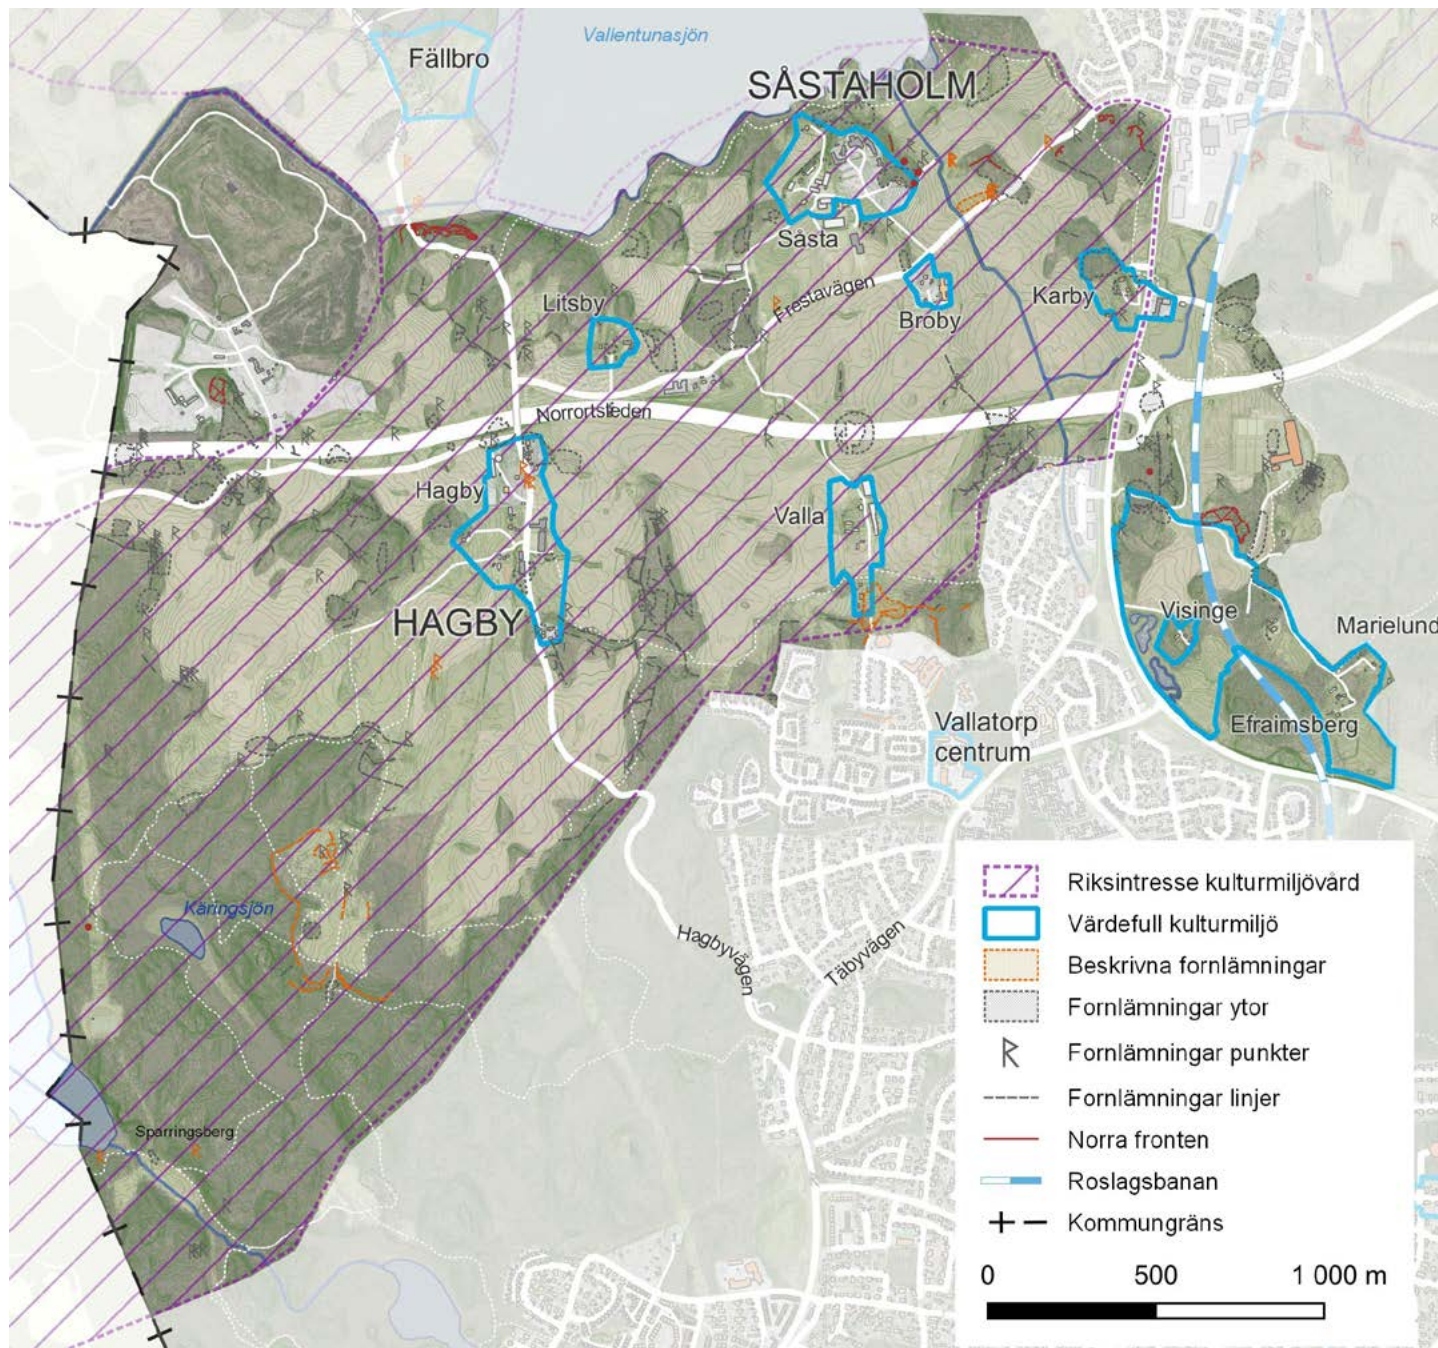 Vallentunasjön
Fällbro
SÅSTAHOLM
Såsta
Frestavägen
Litsby
Broby
Karby
Norrortsleden
Hagby
Valla
HAGBY
Visinge
Marielund
Efraimsberg
Vallatorp
centrum
Käringsjön
Hagbyvägen
Täbyvägen
Sparringsberg
Riksintresse kulturmiljövård
Värdefull kulturmiljö
Beskrivna fornlämningar
Fornlämningar ytor
Fornlämningar punkter
Fornlämningar linjer
Norra fronten
Roslagsbanan
Kommungräns
0 500 1 000 m